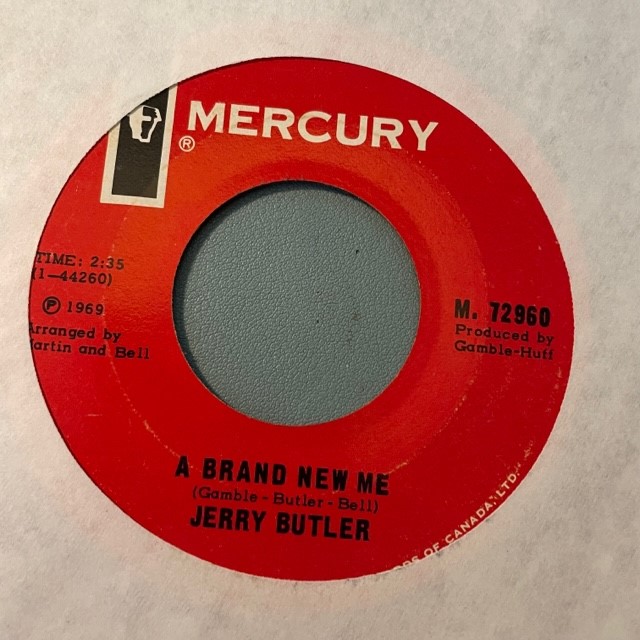 MERCURY
®
TIME: 2:35
(1-44260)
℗ 1969
Arranged by
Martin and Bell
M. 72960
Produced by
Gamble-Huff
A BRAND NEW ME
(Gamble - Butler - Bell)
JERRY BUTLER
OF CANADA, LTD.